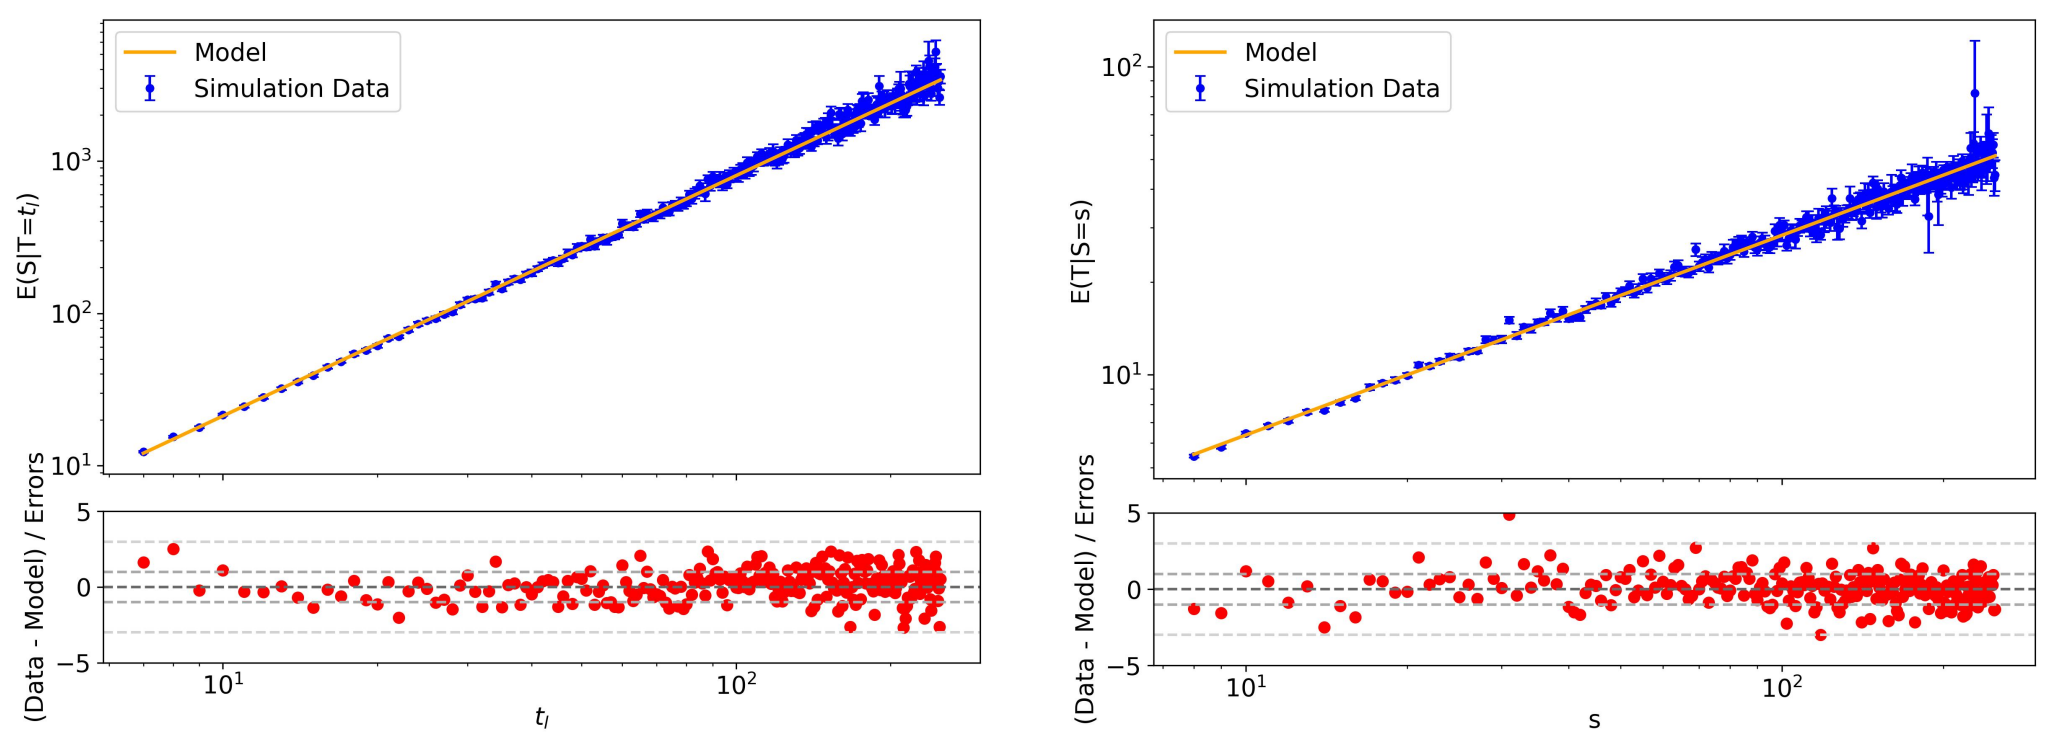 Model
Simulation Data
E(S|T=t_l)
10^3
10^2
10^1
(Data - Model) / Errors
5
0
−5
10^1
10^2
t_l
Model
Simulation Data
E(T|S=s)
10^2
10^1
(Data - Model) / Errors
5
0
−5
10^1
10^2
s